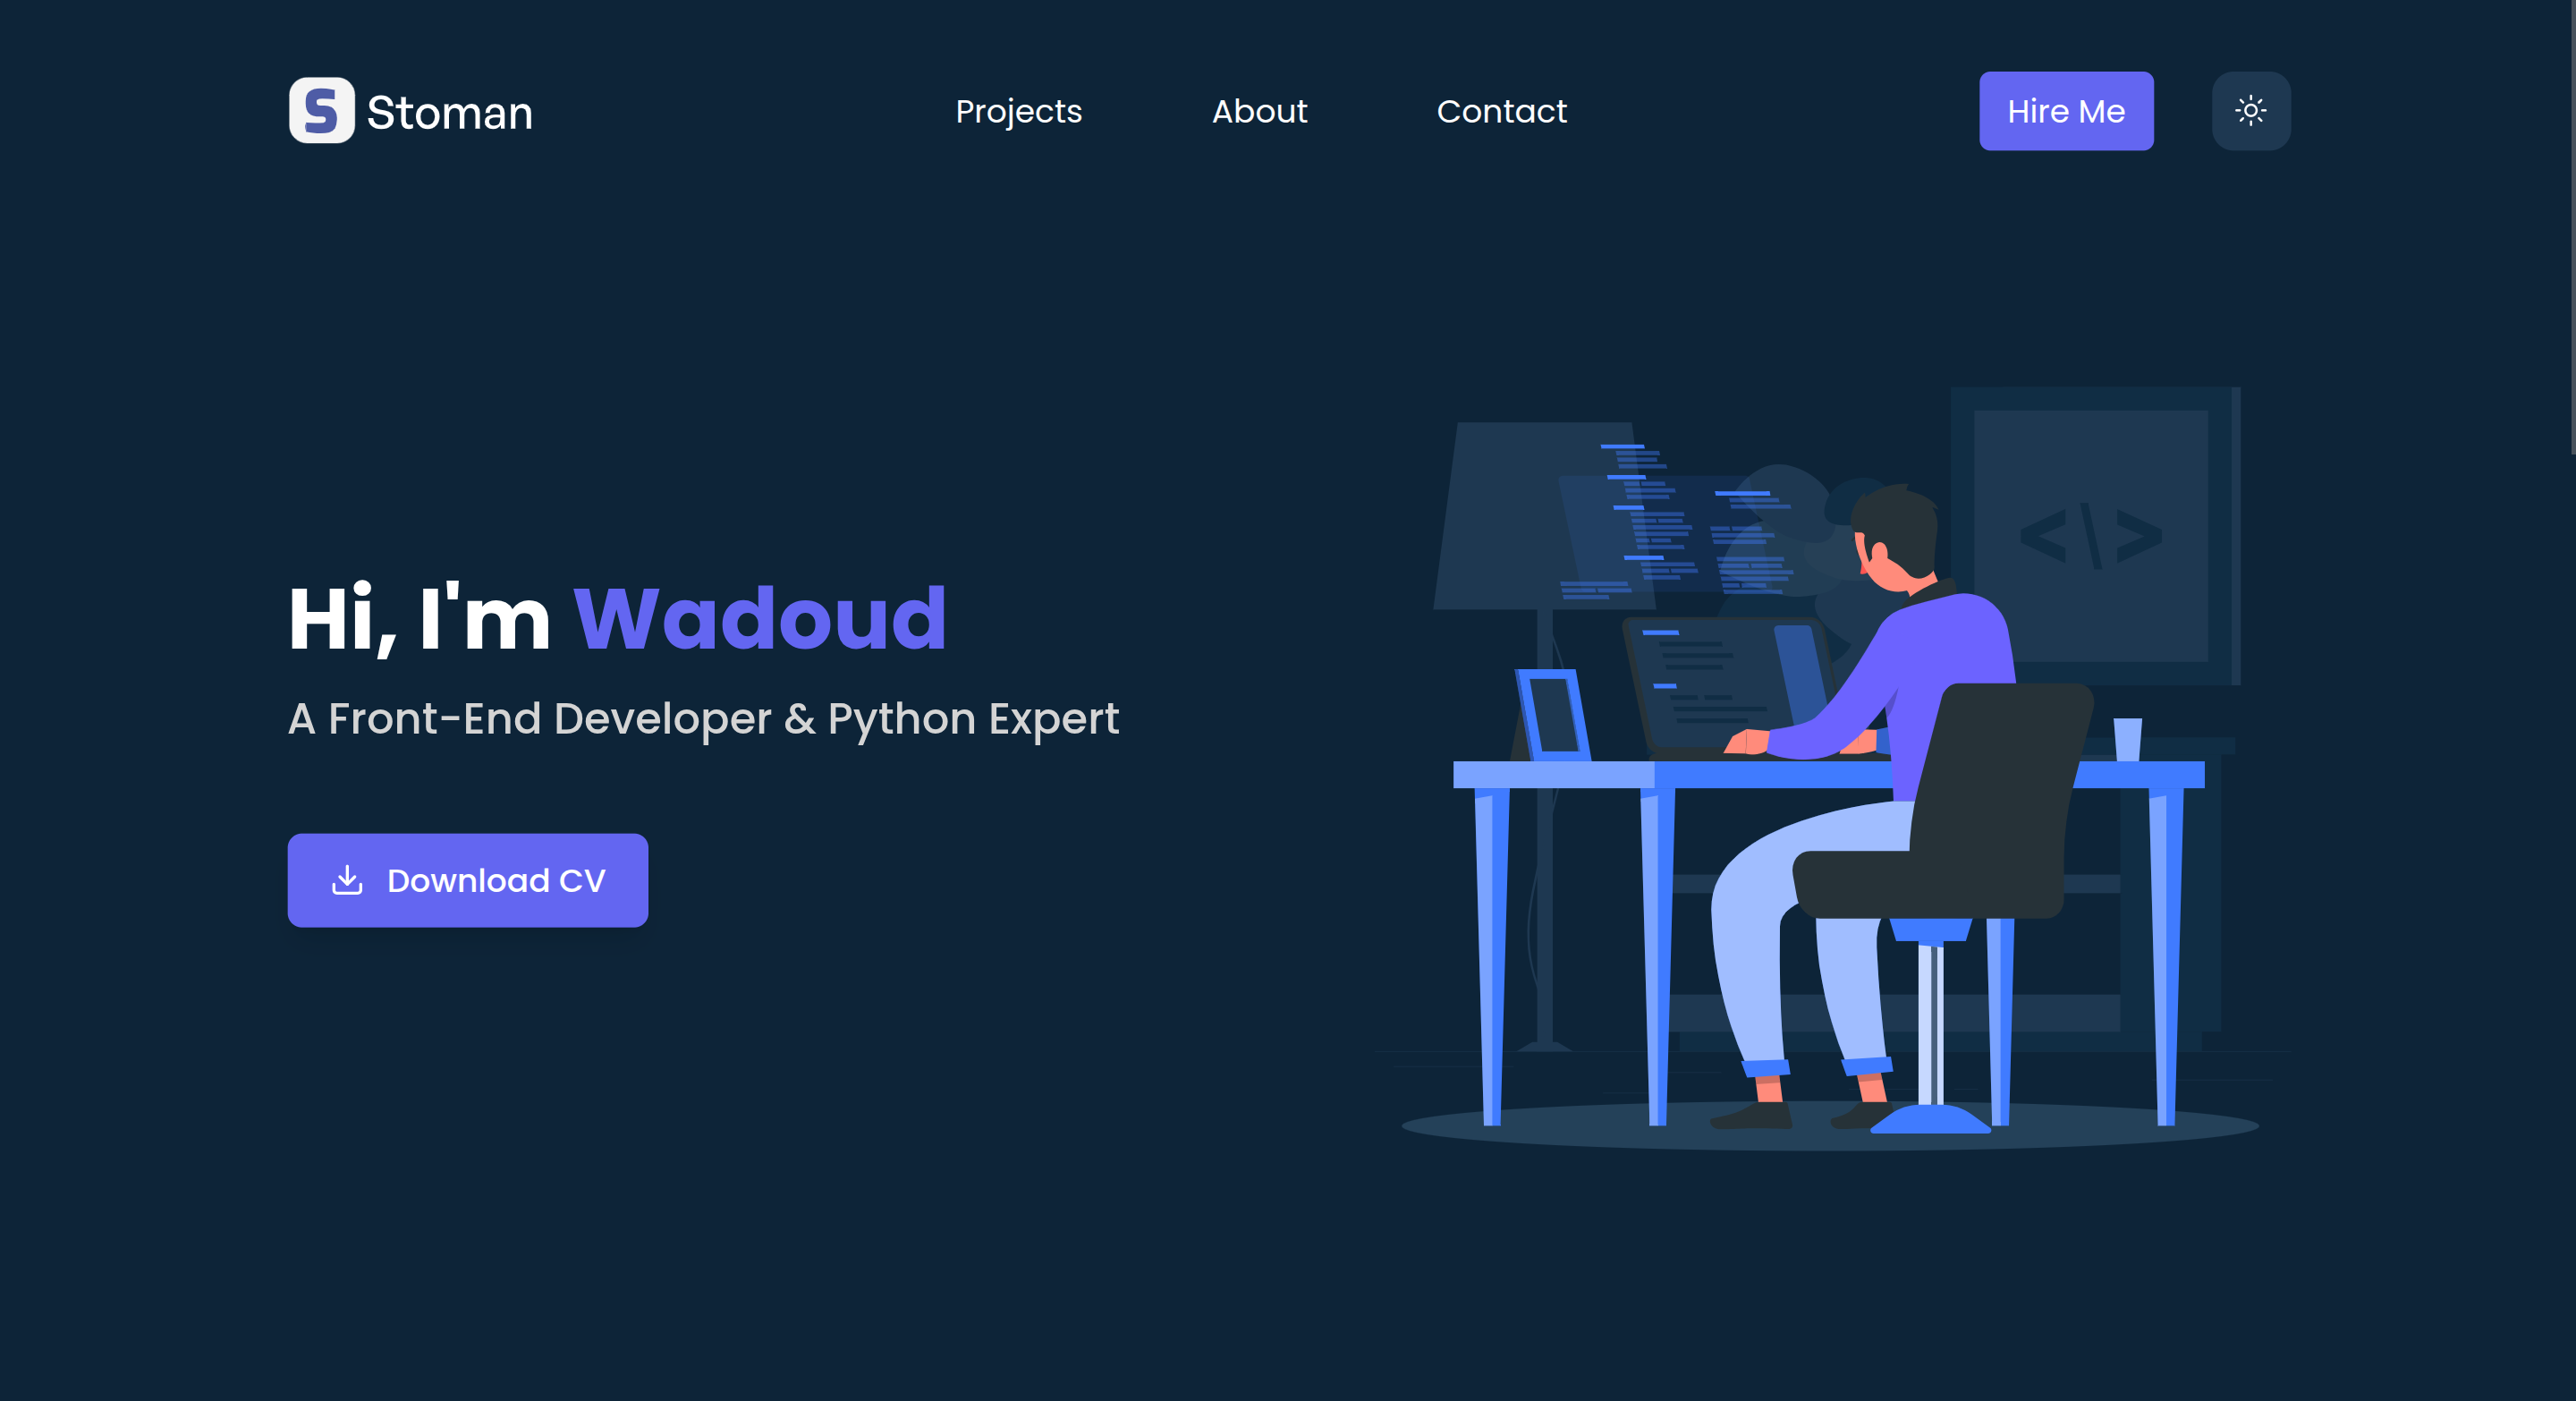 S Stoman
Projects
About
Contact
Hire Me
Hi, I'm Wadoud
A Front-End Developer & Python Expert
Download CV
<\>